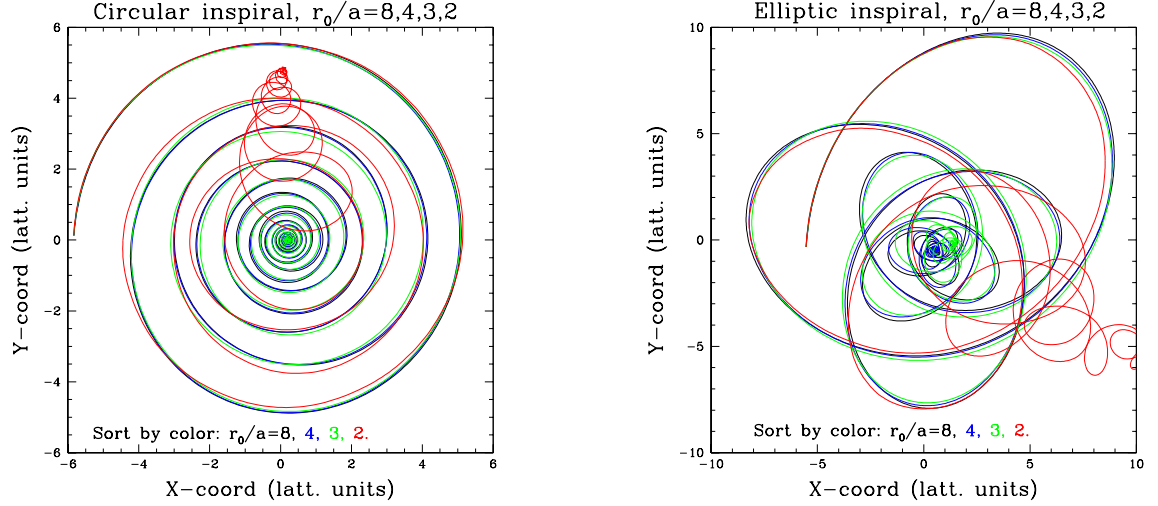 Circular inspiral, r₀/a=8,4,3,2
6
4
2
0
−2
−4
−6
Y−coord (latt. units)
Sort by color: r₀/a=8, 4, 3, 2.
−6 −4 −2 0 2 4 6
X−coord (latt. units)
Elliptic inspiral, r₀/a=8,4,3,2
10
5
0
−5
−10
Y−coord (latt. units)
Sort by color: r₀/a=8, 4, 3, 2.
−10 −5 0 5 10
X−coord (latt. units)